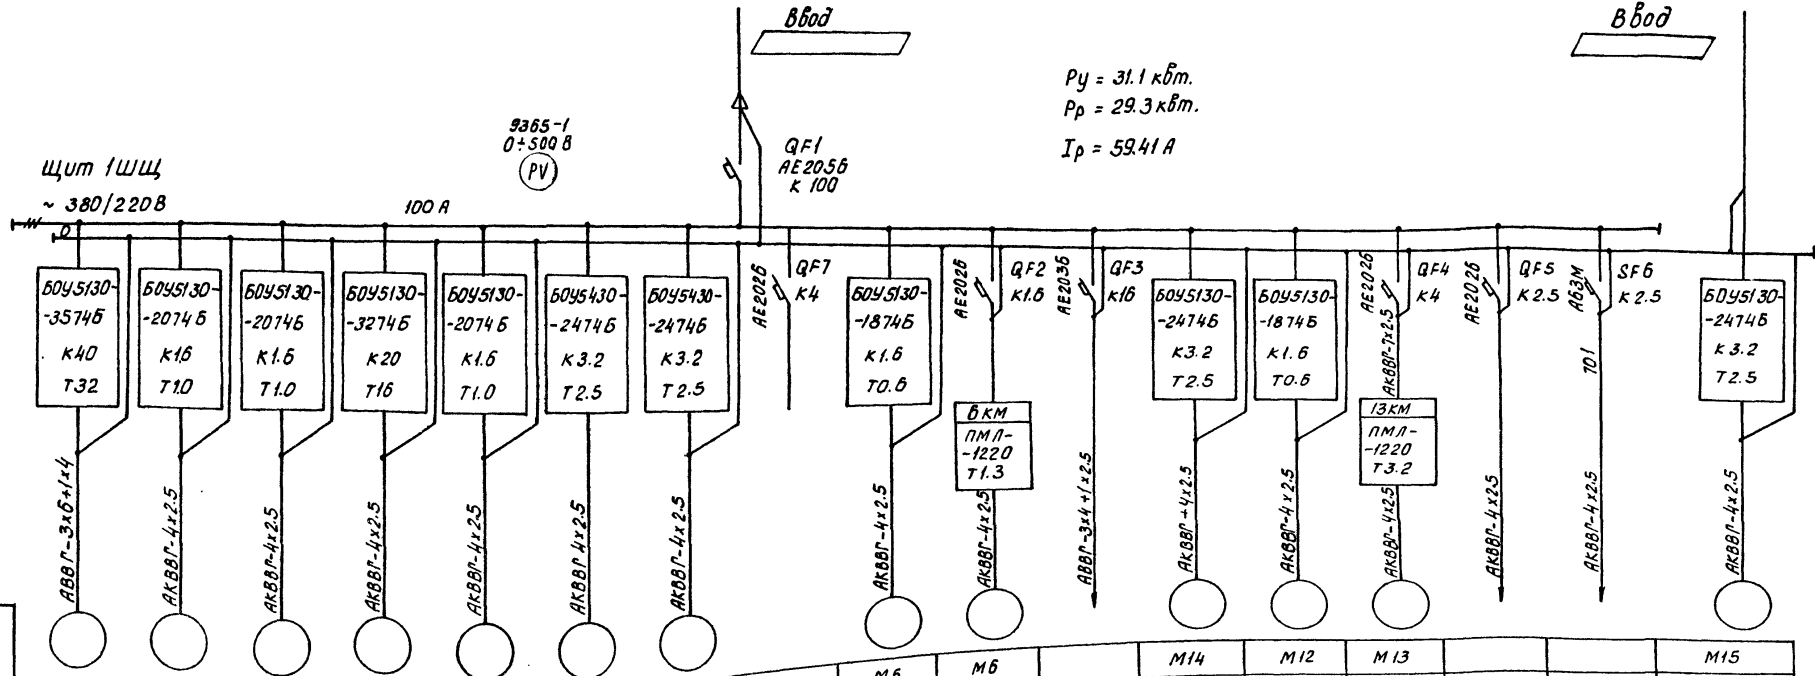 Ввод
Ввод
Ру = 31.1 квт.
Рр = 29.3 квт.
Iр = 59.41 А
9365-1
0÷500 В
PV
QF1
АЕ2056
К 100
Щит 1ШЩ
~ 380/220 В
100 А
0
БОУ5130-
-3574Б
К40
Т32
БОУ5130-
-2074Б
К1.6
Т1.0
БОУ5130-
-2074Б
К1.6
Т1.0
БОУ5130-
-3274Б
К20
Т16
БОУ5130-
-2074Б
К1.6
Т1.0
БОУ5430-
-2474Б
К3.2
Т2.5
БОУ5430-
-2474Б
К3.2
Т2.5
АЕ2026
QF7
К4
БОУ5130-
-1874Б
К1.6
Т0.6
АЕ2026
QF2
К1.6
АЕ2036
QF3
К16
БОУ5130-
-2474Б
К3.2
Т2.5
БОУ5130-
-1874Б
К1.6
Т0.6
АЕ2026
QF4
К4
АЕ2026
QF5
К2.5
А63М
SF6
К2.5
БОУ5130-
-2474Б
К3.2
Т2.5
АКВВГ-7х2.5
701
6КМ
ПМЛ-
-1220
Т1.3
13КМ
ПМЛ-
-1220
Т3.2
АВВГ-3х6+1х4
АКВВГ-4х2.5
АКВВГ-4х2.5
АКВВГ-4х2.5
АКВВГ-4х2.5
АКВВГ 4х2.5
АКВВГ-4х2.5
АКВВГ-4х2.5
АКВВГ-4х2.5
АВВГ-3х4+1х2.5
АКВВГ-4х2.5
АКВВГ-4х2.5
АКВВГ-4х2.5
АКВВГ-4х2.5
АКВВГ-4х2.5
АКВВГ-4х2.5
М6
М14
М12
М13
М15